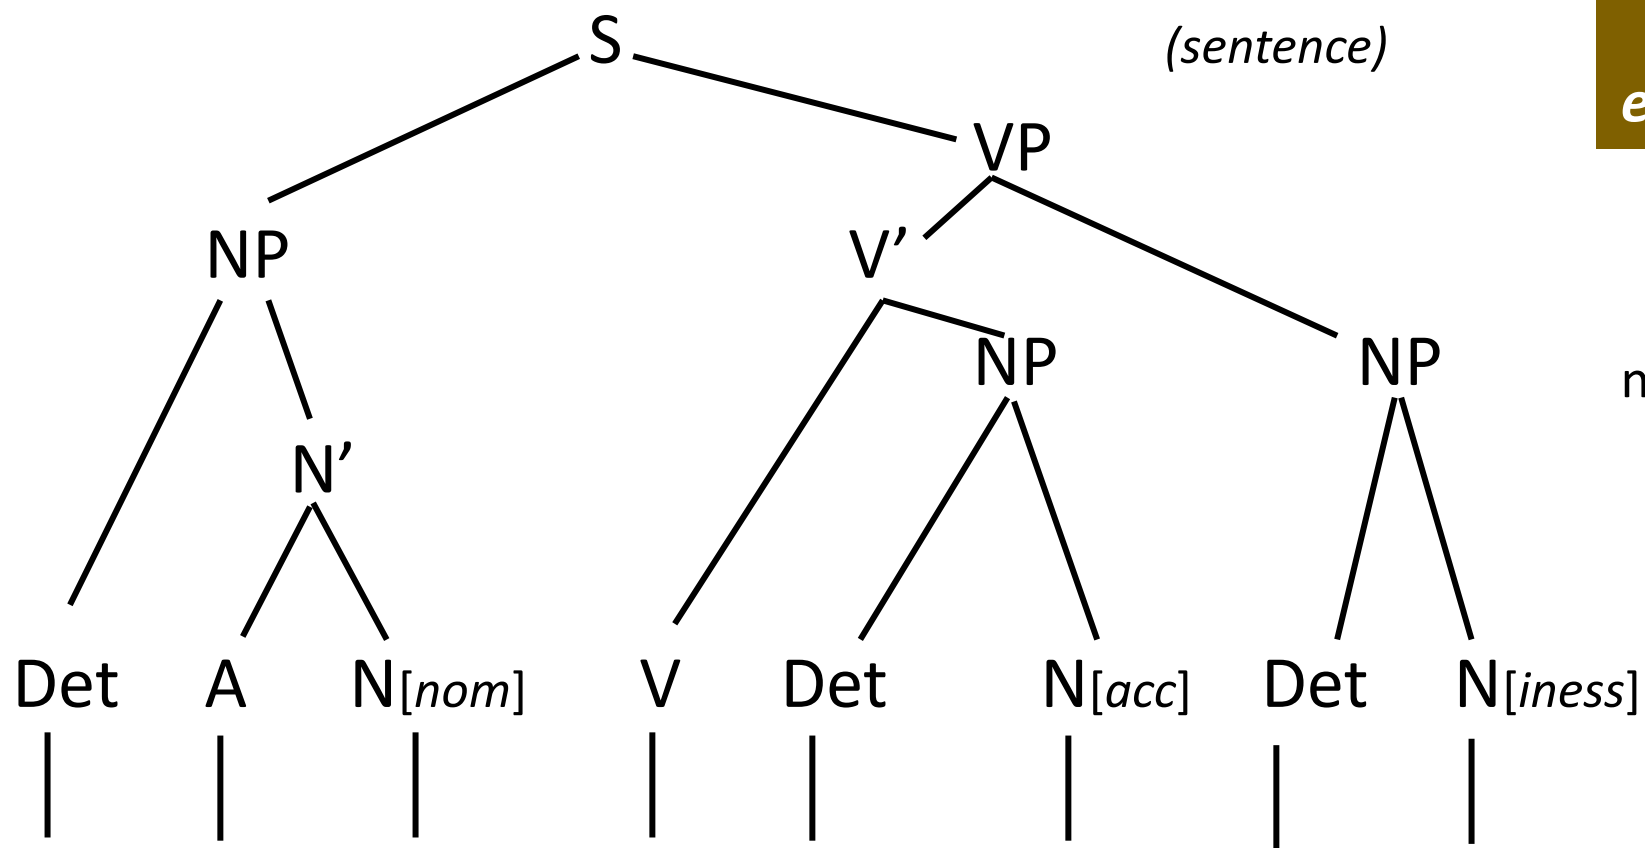 S (sentence)
e
VP
NP V’
NP NP
n
N’
Det A N[nom] V Det N[acc] Det N[iness]